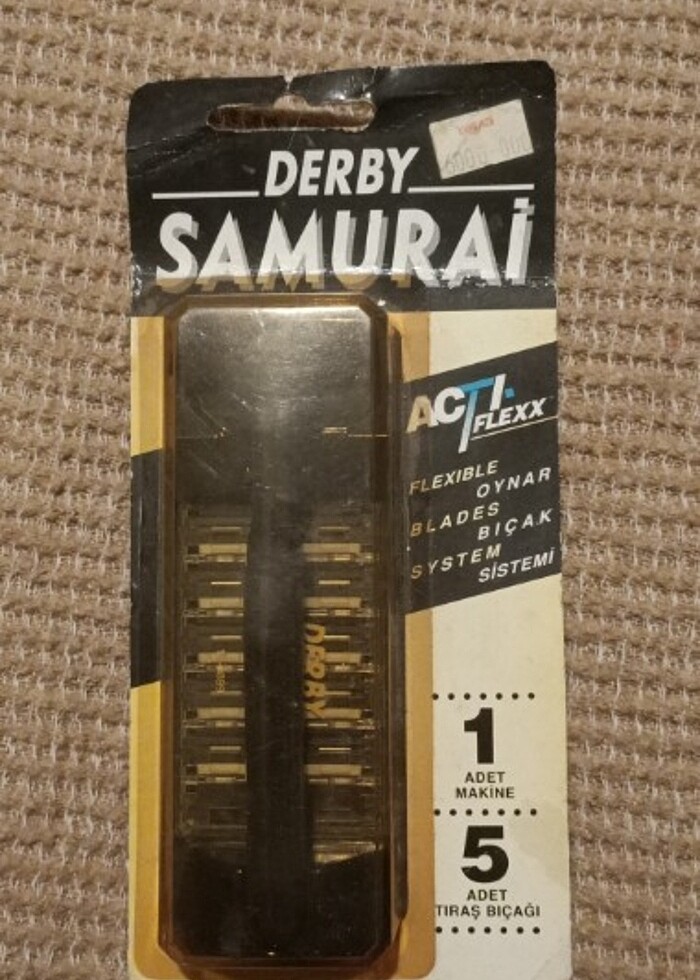 DERBY
SAMURAİ
ACTI
FLEXX
FLEXIBLE
OYNAR
BLADES
BIÇAK
SYSTEM
SİSTEMİ
DERBY
1
ADET
MAKİNE
5
ADET
TIRAŞ BIÇAĞI